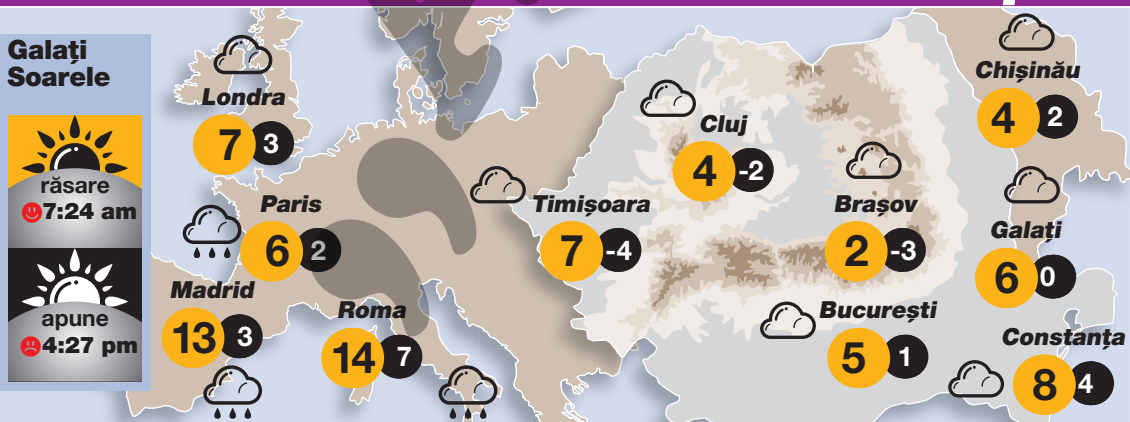 Galați
Soarele
răsare
7:24 am
apune
4:27 pm
Londra
7 3
Paris
6 2
Madrid
13 3
Roma
14 7
Timișoara
7 -4
Cluj
4 -2
Brașov
2 -3
București
5 1
Chișinău
4 2
Galați
6 0
Constanța
8 4